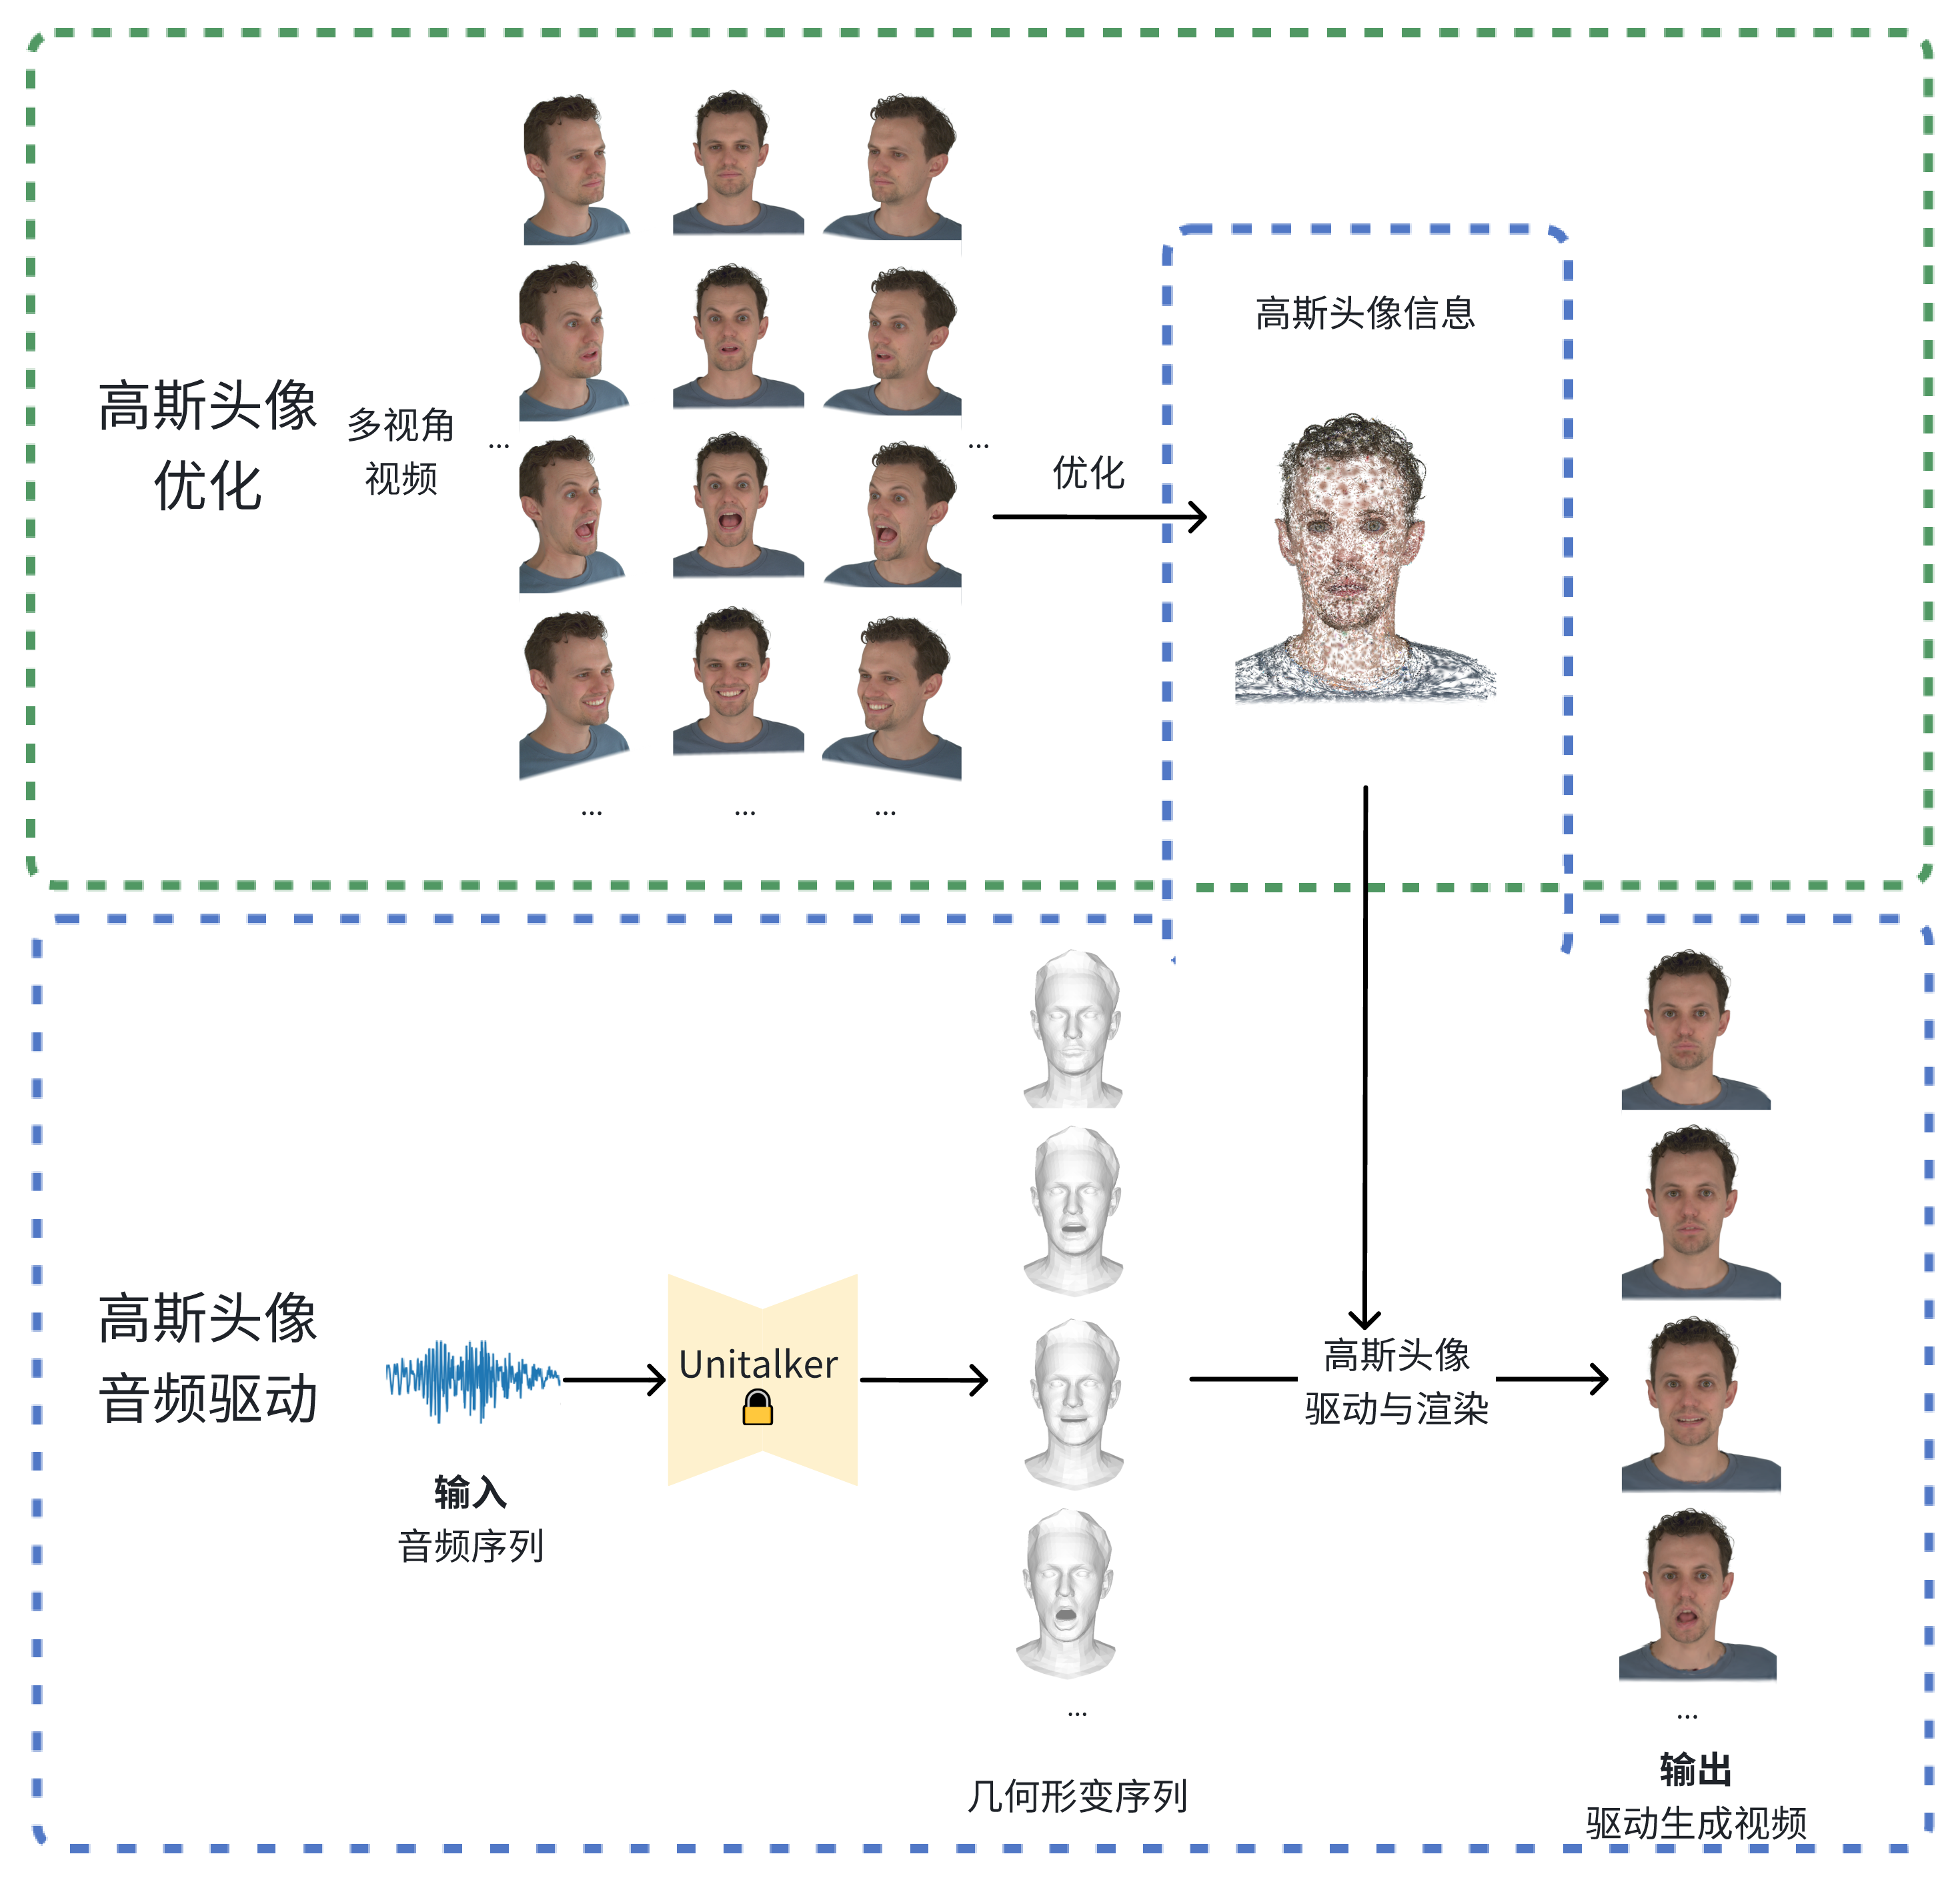 高斯头像
优化
多视角
视频
...
...
优化
高斯头像信息
...
...
...
高斯头像
音频驱动
输入
音频序列
Unitalker
...
几何形变序列
高斯头像
驱动与渲染
...
输出
驱动生成视频